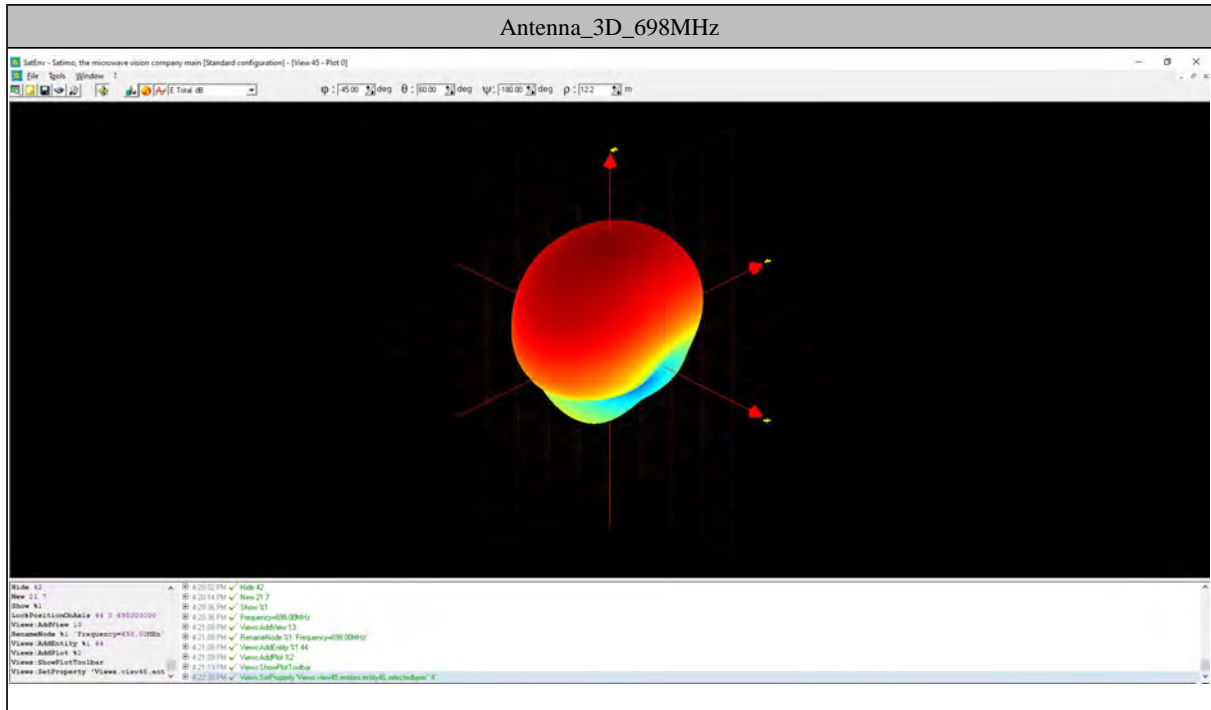 Antenna_3D_698MHz
SatEnv - Satimo, the microwave vision company main [Standard configuration] - [View 45 - Plot 0]
File Tools Window ?
E Total dB φ : -45.00 deg θ : 60.00 deg ψ: -180.00 deg ρ : 12.2 m
Hide 42
New 21 7
Show %1
LockPositionOnAxis 44 0 698000000
Views:AddView 13
RenameNode %1 'Frequency=698.00MHz'
Views:AddEntity %1 44
Views:AddPlot %2
Views:ShowPlotToolbar
Views:SetProperty 'Views.view45.ent
4:20:02 PM Hide 42
4:20:14 PM New 21 7
4:20:36 PM Show %1
4:20:36 PM Frequency=698.00MHz
4:21:00 PM Views:AddView 13
4:21:00 PM RenameNode %1 'Frequency=698.00MHz'
4:21:08 PM Views:AddEntity %1 44
4:21:09 PM Views:AddPlot %2
4:21:19 PM Views:ShowPlotToolbar
Views:SetProperty 'Views.view45.entities.entity46.selectedlayer' '4'